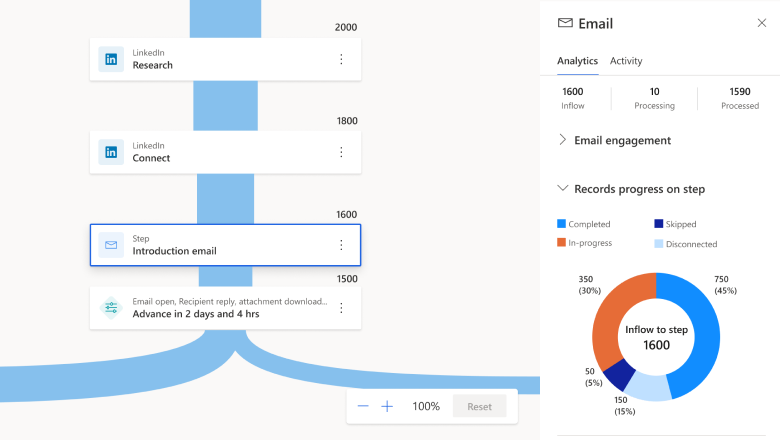 2000
LinkedIn
Research
1800
LinkedIn
Connect
1600
Step
Introduction email
1500
Email open, Recipient reply, attachment download...
Advance in 2 days and 4 hrs
100%
Reset
Email
Analytics Activity
1600 10 1590
Inflow Processing Processed
Email engagement
Records progress on step
Completed Skipped
In-progress Disconnected
350 750
(30%) (45%)
Inflow to step
1600
50
(5%)
150
(15%)